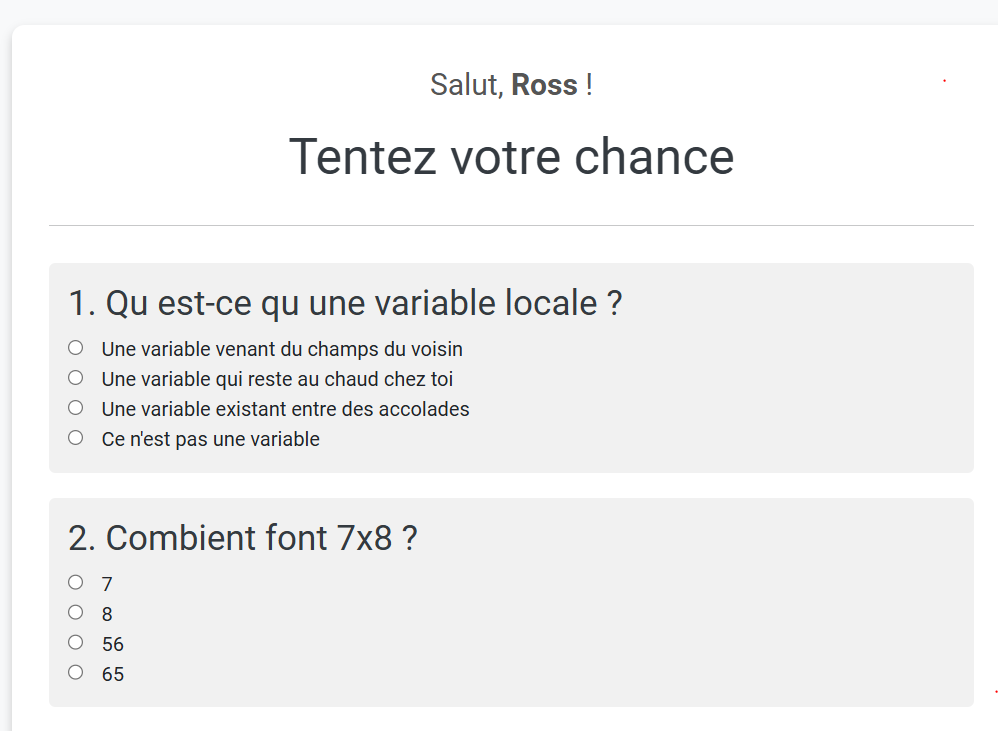 Salut, Ross !
Tentez votre chance
1. Qu est-ce qu une variable locale ?
Une variable venant du champs du voisin
Une variable qui reste au chaud chez toi
Une variable existant entre des accolades
Ce n'est pas une variable
2. Combient font 7x8 ?
7
8
56
65